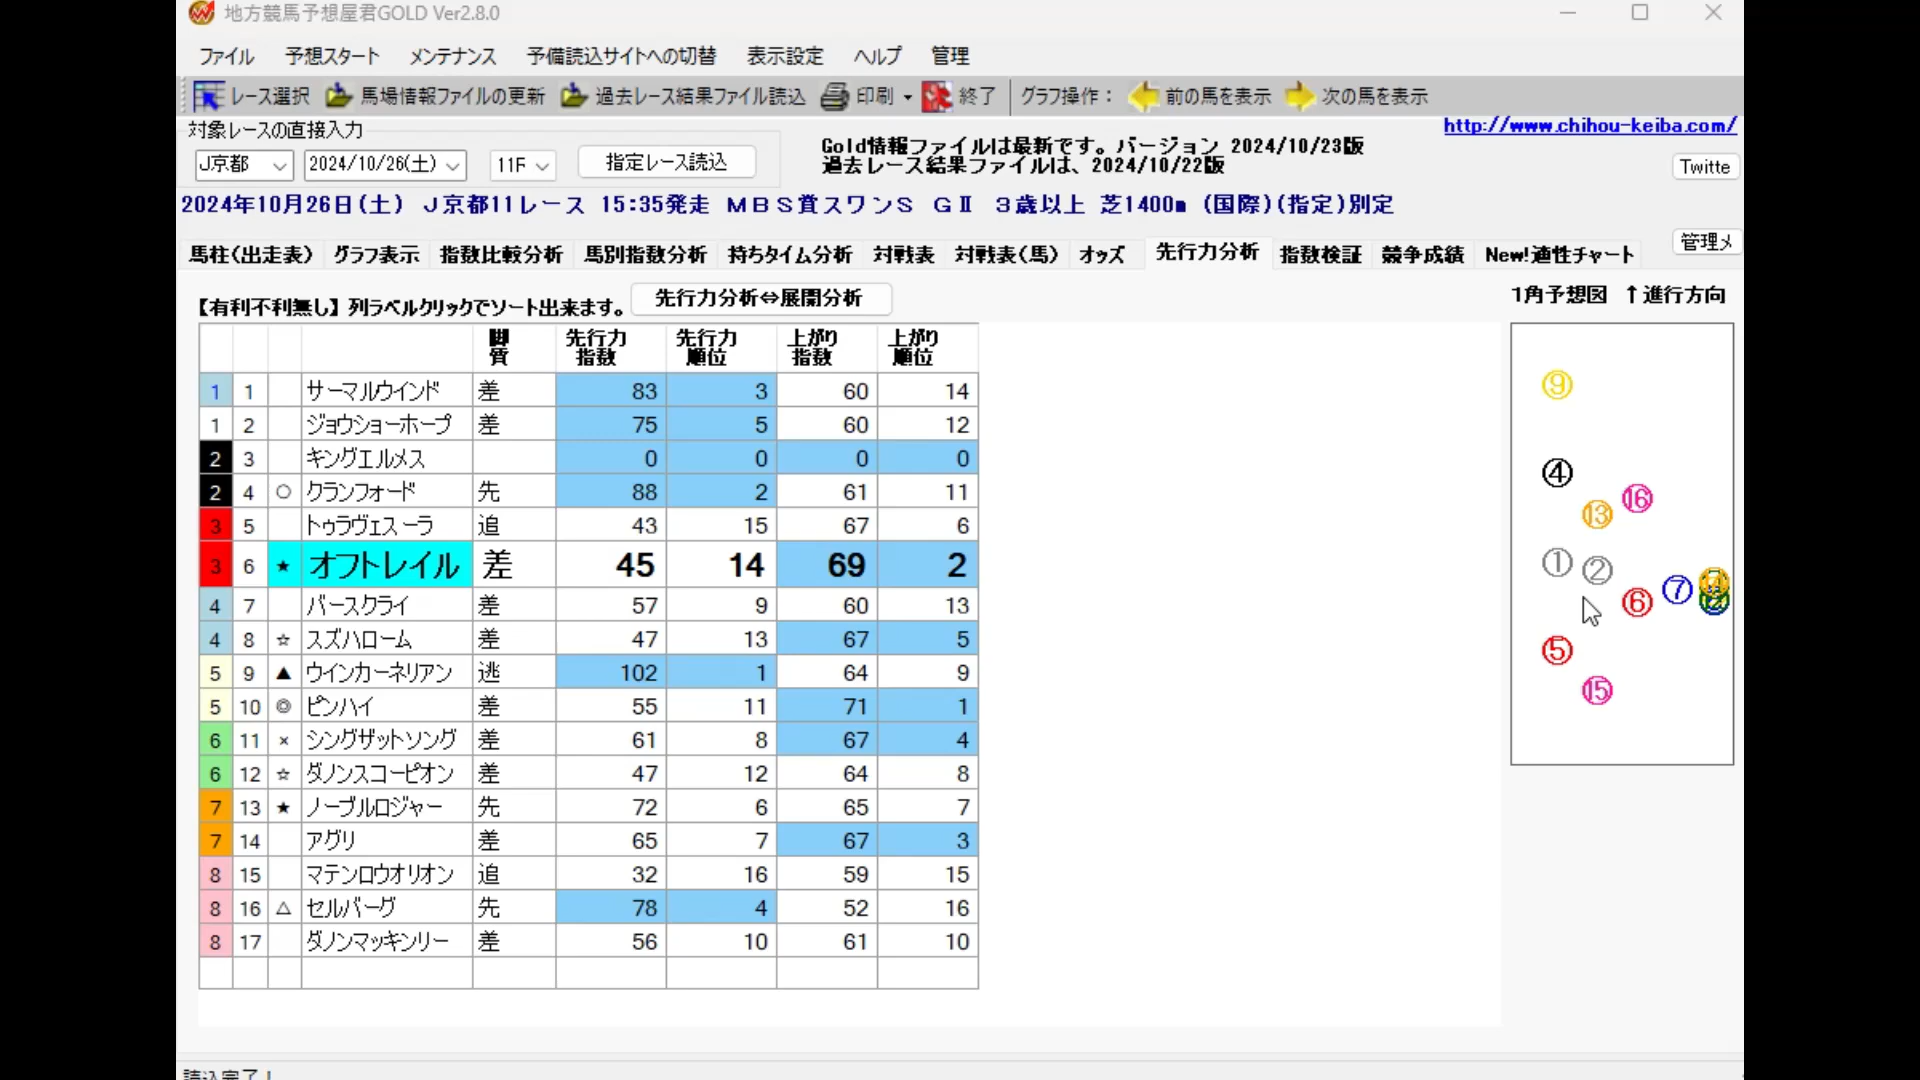 地方競馬予想屋君GOLD Ver2.8.0
ファイル 予想スタート メンテナンス 予備読込サイトへの切替 表示設定 ヘルプ 管理
レース選択 馬場情報ファイルの更新 過去レース結果ファイル読込 印刷 終了 グラフ操作： 前の馬を表示 次の馬を表示
対象レースの直接入力
http://www.chihou-keiba.com/
J京都 2024/10/26(土) 11F 指定レース読込
Gold情報ファイルは最新です。バージョン 2024/10/23版
過去レース結果ファイルは、2024/10/22版
Twitte
2024年10月26日(土) Ｊ京都11レース 15:35発走 ＭＢＳ賞スワンＳ ＧⅡ ３歳以上 芝1400m (国際)(指定)別定
管理メ
馬柱(出走表) グラフ表示 指数比較分析 馬別指数分析 持ちタイム分析 対戦表 対戦表(馬) オッズ 先行力分析 指数検証 競争成績 New!適性チャート
【有利不利無し】列ラベルクリックでソート出来ます。 先行力分析⇔展開分析
1角予想図 ↑進行方向
脚質 先行力指数 先行力順位 上がり指数 上がり順位
1 1 サーマルウインド 差 83 3 60 14
1 2 ジョウショーホープ 差 75 5 60 12
2 3 キングエルメス 0 0 0 0
2 4 ○ クランフォード 先 88 2 61 11
3 5 トゥラヴェスーラ 追 43 15 67 6
3 6 ★ オフトレイル 差 45 14 69 2
4 7 バースクライ 差 57 9 60 13
4 8 ☆ スズハローム 差 47 13 67 5
5 9 ▲ ウインカーネリアン 逃 102 1 64 9
5 10 ◎ ピンハイ 差 55 11 71 1
6 11 × シングザットソング 差 61 8 67 4
6 12 ☆ ダノンスコーピオン 差 47 12 64 8
7 13 ★ ノーブルロジャー 先 72 6 65 7
7 14 アグリ 差 65 7 67 3
8 15 マテンロウオリオン 追 32 16 59 15
8 16 △ セルバーグ 先 78 4 52 16
8 17 ダノンマッキンリー 差 56 10 61 10
⑨
④
⑯
⑬
①
②
⑦
⑥
⑤
⑮
読込完了！